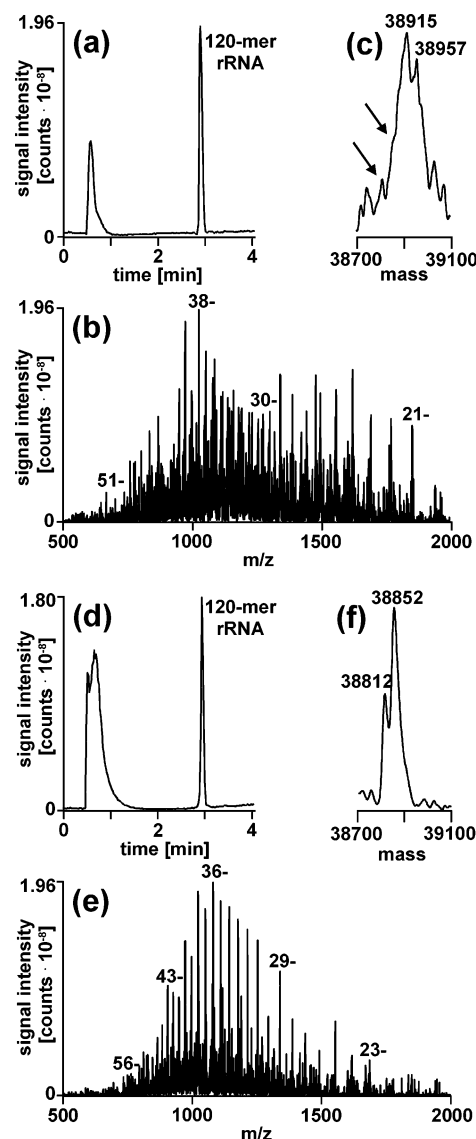 (a)
1.96
0
signal intensity
[counts · 10-8]
120-mer
rRNA
0 2 4
time [min]
(c)
38915
38957
38700 39100
mass
(b)
1.96
0
signal intensity
[counts · 10-8]
51-
38-
30-
21-
500 1000 1500 2000
m/z
(d)
1.80
0
signal intensity
[counts · 10-8]
120-mer
rRNA
0 2 4
time [min]
(f)
38852
38812
38700 39100
mass
(e)
1.96
0
signal intensity
[counts · 10-8]
56-
43-
36-
29-
23-
500 1000 1500 2000
m/z